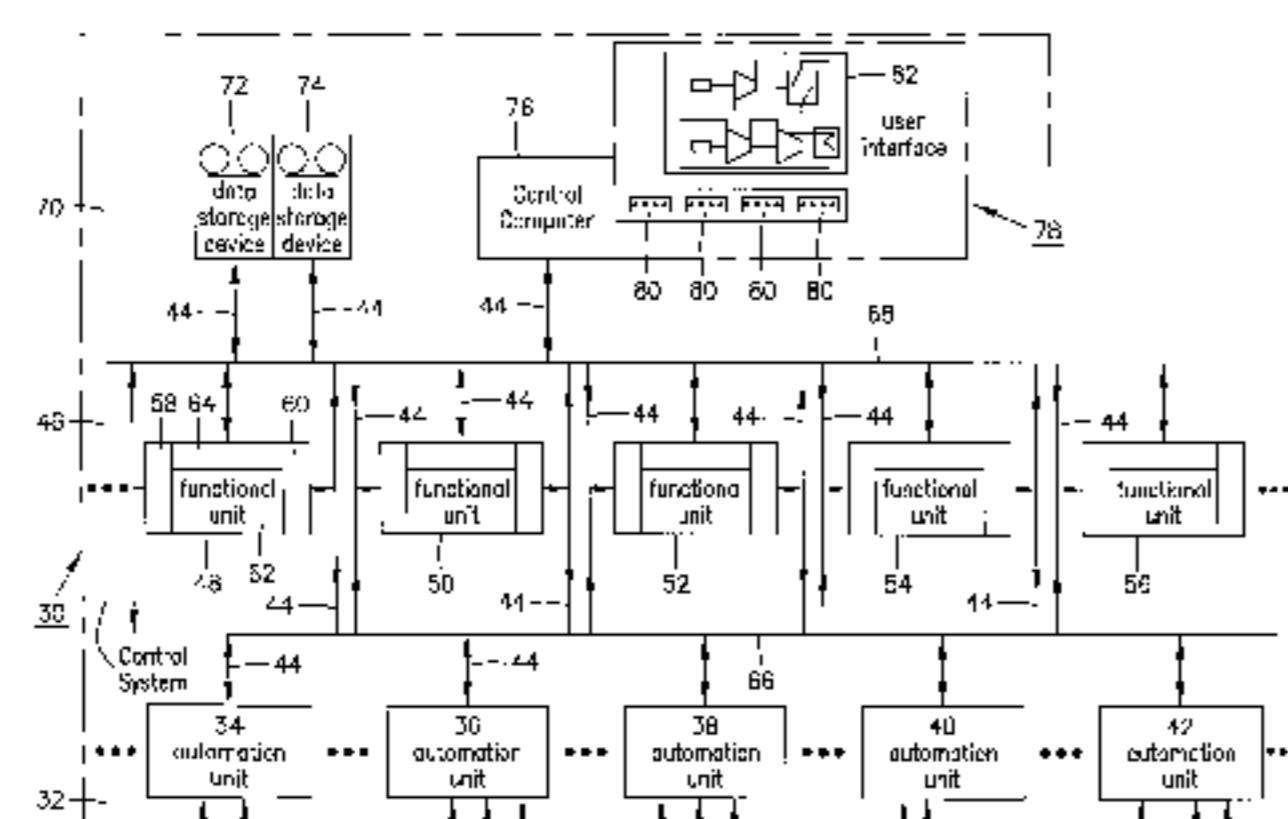 72
74
76
62
user
interface
data
storage
device
data
storage
device
Control
Computer
70
78
80
80
80
80
44
44
44
68
58
64
60
44
44
44
44
44
44
46
functional
unit
functional
unit
functional
unit
functional
unit
functional
unit
48
62
50
52
54
56
30
44
44
44
Control
System
44
44
66
34
automation
unit
36
automation
unit
38
automation
unit
40
automation
unit
42
automation
unit
32